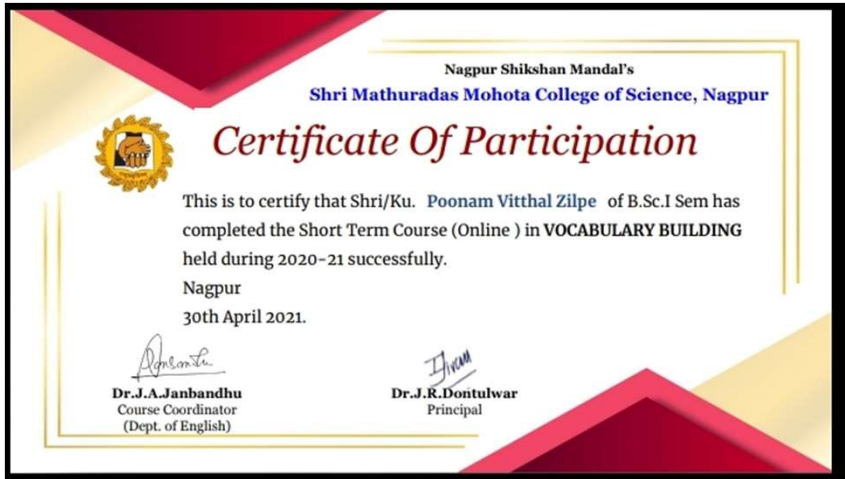 Nagpur Shikshan Mandal's
Shri Mathuradas Mohota College of Science, Nagpur
Certificate Of Participation
This is to certify that Shri/Ku. Poonam Vitthal Zilpe of B.Sc.I Sem has
completed the Short Term Course (Online ) in VOCABULARY BUILDING
held during 2020-21 successfully.
Nagpur
30th April 2021.
Dr.J.A.Janbandhu
Course Coordinator
(Dept. of English)
Dr.J.R.Dontulwar
Principal